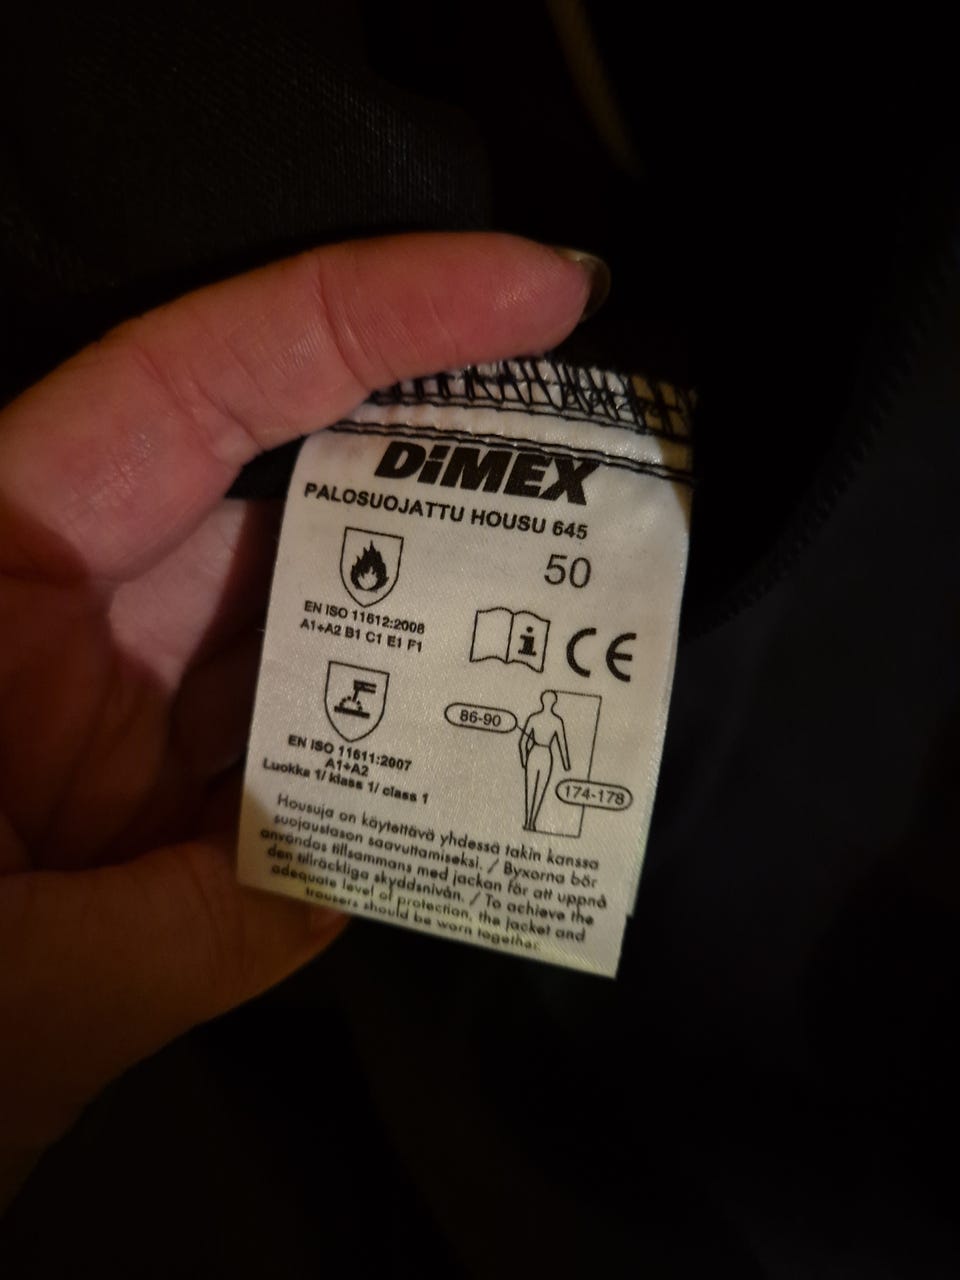 DiMEX
PALOSUOJATTU HOUSU 645
50
EN ISO 11612:2008
A1+A2 B1 C1 E1 F1
i
CE
EN ISO 11611:2007
A1+A2
Luokka 1/ klass 1/ class 1
86-90
174-178
Housuja on käytettävä yhdessä takin kanssa
suojaustason saavuttamiseksi. / Byxorna bör
användas tillsammans med jackan för att uppnå
den tillräckliga skyddsnivån. / To achieve the
adequate level of protection, the jacket and
trousers should be worn together.